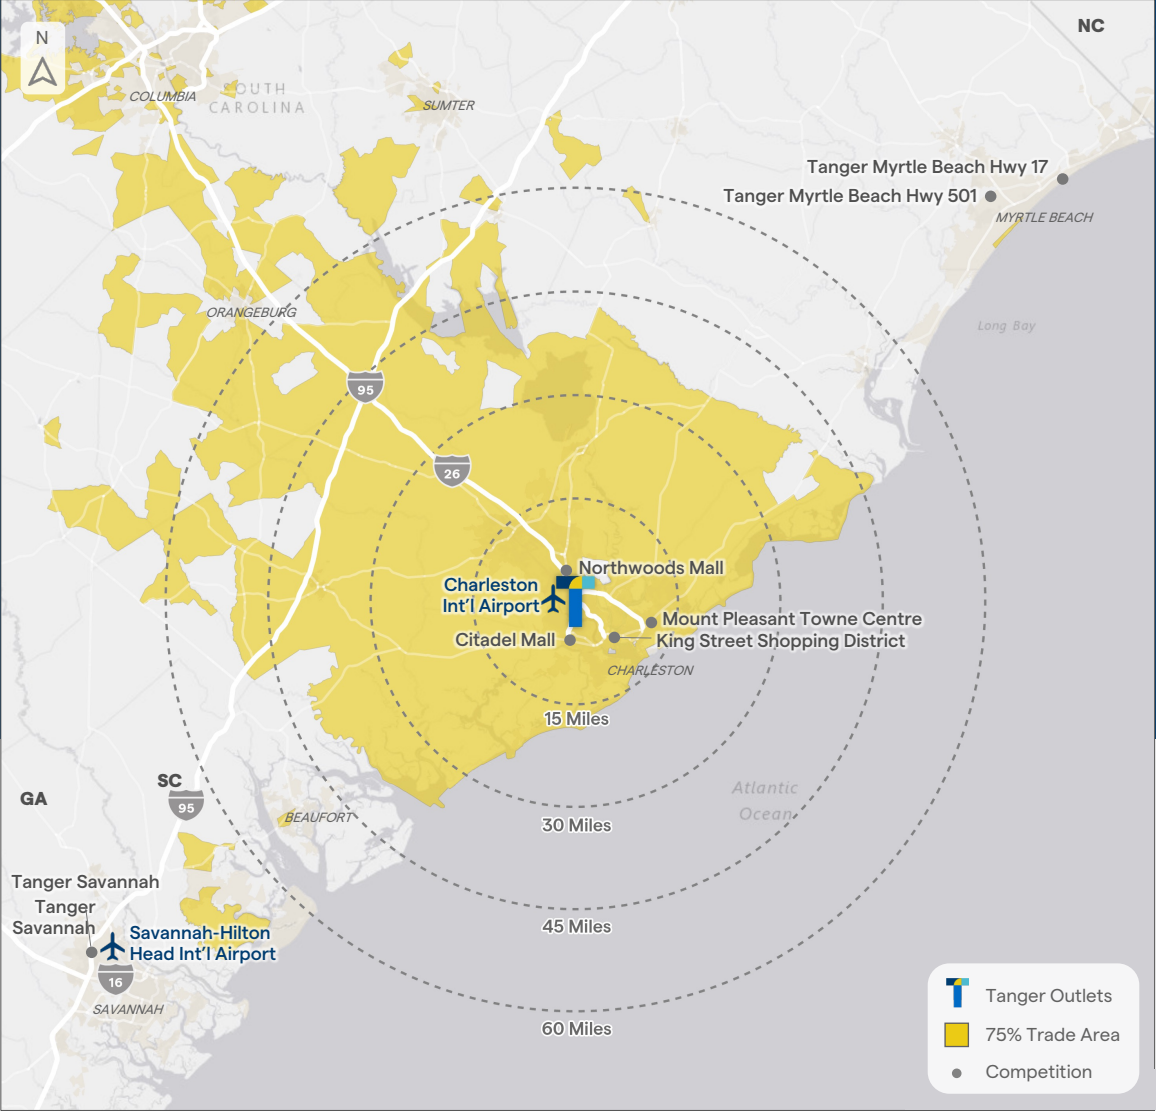 N
NC
COLUMBIA
SOUTH
CAROLINA
SUMTER
Tanger Myrtle Beach Hwy 17
Tanger Myrtle Beach Hwy 501
MYRTLE BEACH
ORANGEBURG
Long Bay
95
26
Northwoods Mall
Charleston
Int'l Airport
Mount Pleasant Towne Centre
Citadel Mall
King Street Shopping District
CHARLESTON
15 Miles
SC
GA
95
Atlantic
Ocean
BEAUFORT
30 Miles
Tanger Savannah
Tanger
Savannah
45 Miles
Savannah-Hilton
Head Int'l Airport
16
SAVANNAH
60 Miles
Tanger Outlets
75% Trade Area
Competition